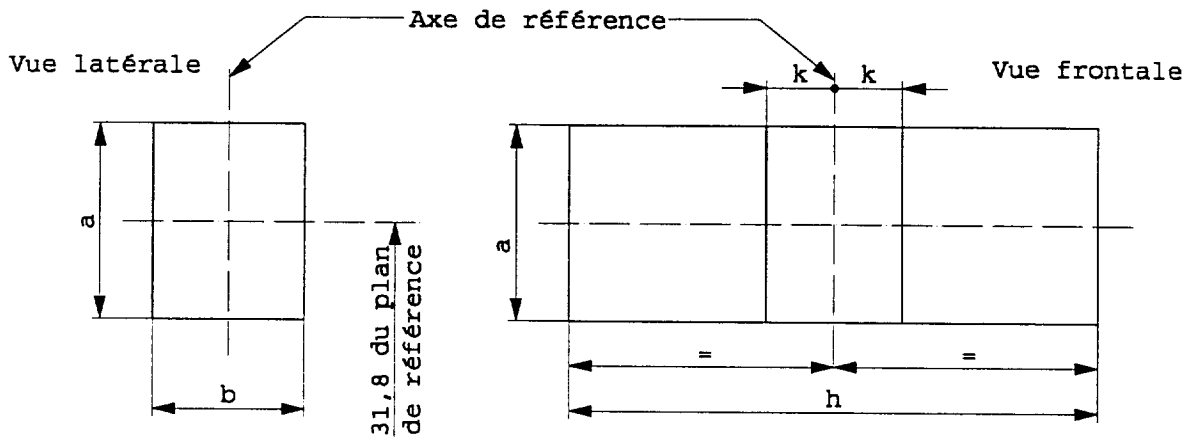 Axe de référence
Vue latérale
Vue frontale
k
k
a
a
31,8 du plan
de référence
b
=
=
h